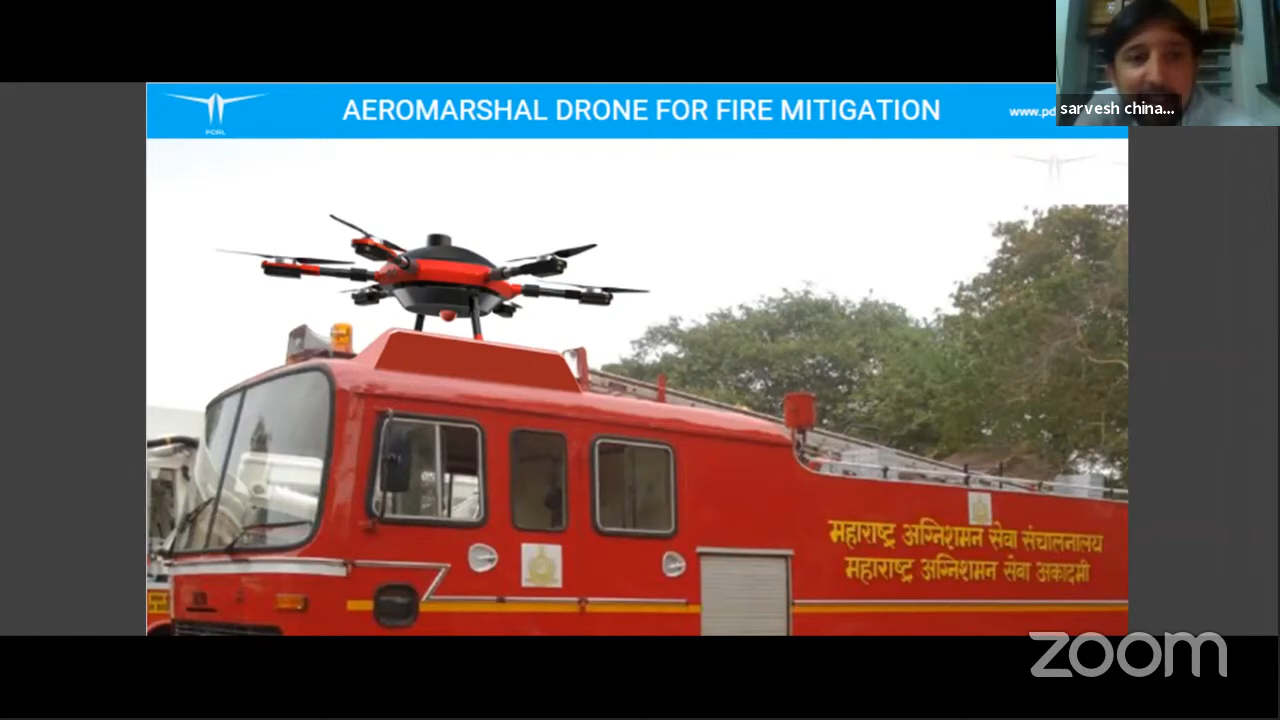 AEROMARSHAL DRONE FOR FIRE MITIGATION
www.pd
PDRL
sarvesh china...
महाराष्ट्र अग्निशमन सेवा संचालनालय
महाराष्ट्र अग्निशमन सेवा अकादमी
zoom